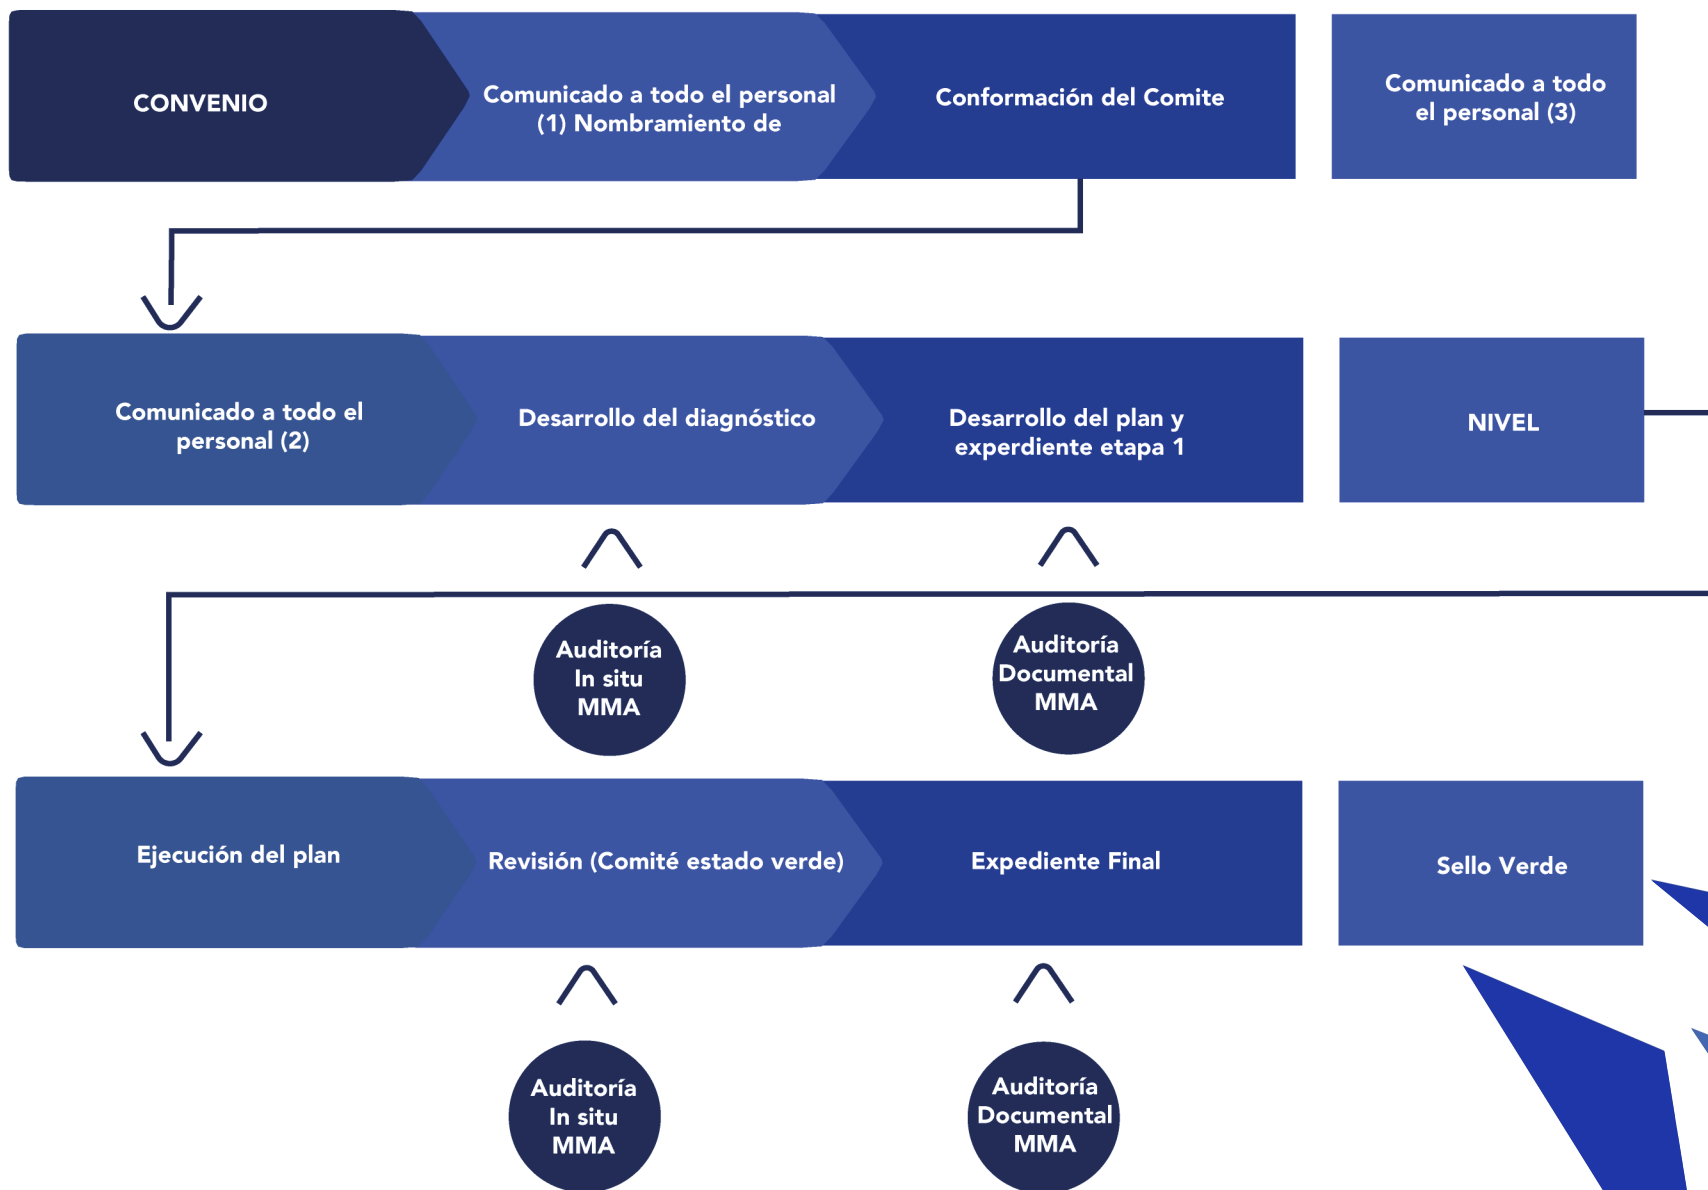 CONVENIO
Comunicado a todo el personal
(1) Nombramiento de
Conformación del Comite
Comunicado a todo
el personal (3)
Comunicado a todo el
personal (2)
Desarrollo del diagnóstico
Desarrollo del plan y
experdiente etapa 1
NIVEL
Auditoría
In situ
MMA
Auditoría
Documental
MMA
Ejecución del plan
Revisión (Comité estado verde)
Expediente Final
Sello Verde
Auditoría
In situ
MMA
Auditoría
Documental
MMA